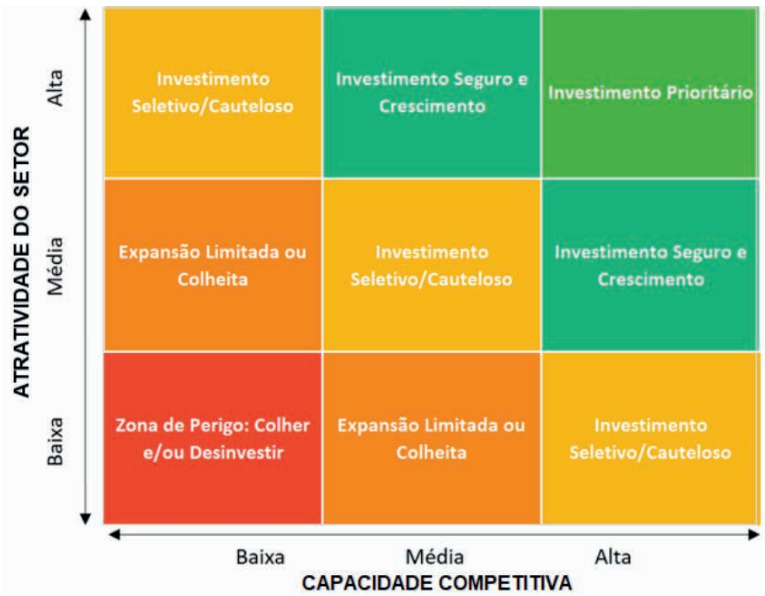 ATRATIVIDADE DO SETOR
Alta
Investimento
Seletivo/Cauteloso
Investimento Seguro e
Crescimento
Investimento Prioritário
Média
Expansão Limitada ou
Colheita
Investimento
Seletivo/Cauteloso
Investimento Seguro e
Crescimento
Baixa
Zona de Perigo: Colher
e/ou Desinvestir
Expansão Limitada ou
Colheita
Investimento
Seletivo/Cauteloso
Baixa
Média
Alta
CAPACIDADE COMPETITIVA